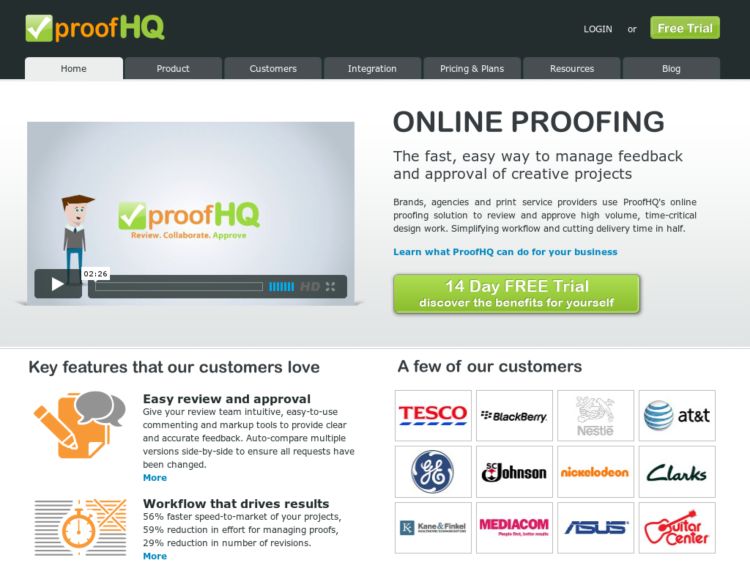 proofHQ
LOGIN or Free Trial
Home Product Customers Integration Pricing & Plans Resources Blog
proofHQ
Review. Collaborate. Approve
02:26
HD
ONLINE PROOFING
The fast, easy way to manage feedback
and approval of creative projects
Brands, agencies and print service providers use ProofHQ's online
proofing solution to review and approve high volume, time-critical
design work. Simplifying workflow and cutting delivery time in half.
Learn what ProofHQ can do for your business
14 Day FREE Trial
discover the benefits for yourself
Key features that our customers love
Easy review and approval
Give your review team intuitive, easy-to-use
commenting and markup tools to provide clear
and accurate feedback. Auto-compare multiple
versions side-by-side to ensure all requests have
been changed.
More
Workflow that drives results
56% faster speed-to-market of your projects,
59% reduction in effort for managing proofs,
29% reduction in number of revisions.
More
A few of our customers
TESCO BlackBerry Nestlé at&t
GE SC Johnson nickelodeon Clarks
K&F Kane&Finkel
HEALTHCARE COMMUNICATIONS
MEDIACOM
People first, better results
ASUS
Guitar
Center